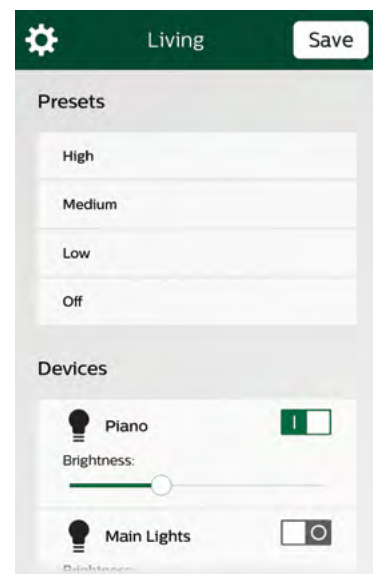 Living
Save
Presets
High
Medium
Low
Off
Devices
Piano
Brightness:
Main Lights